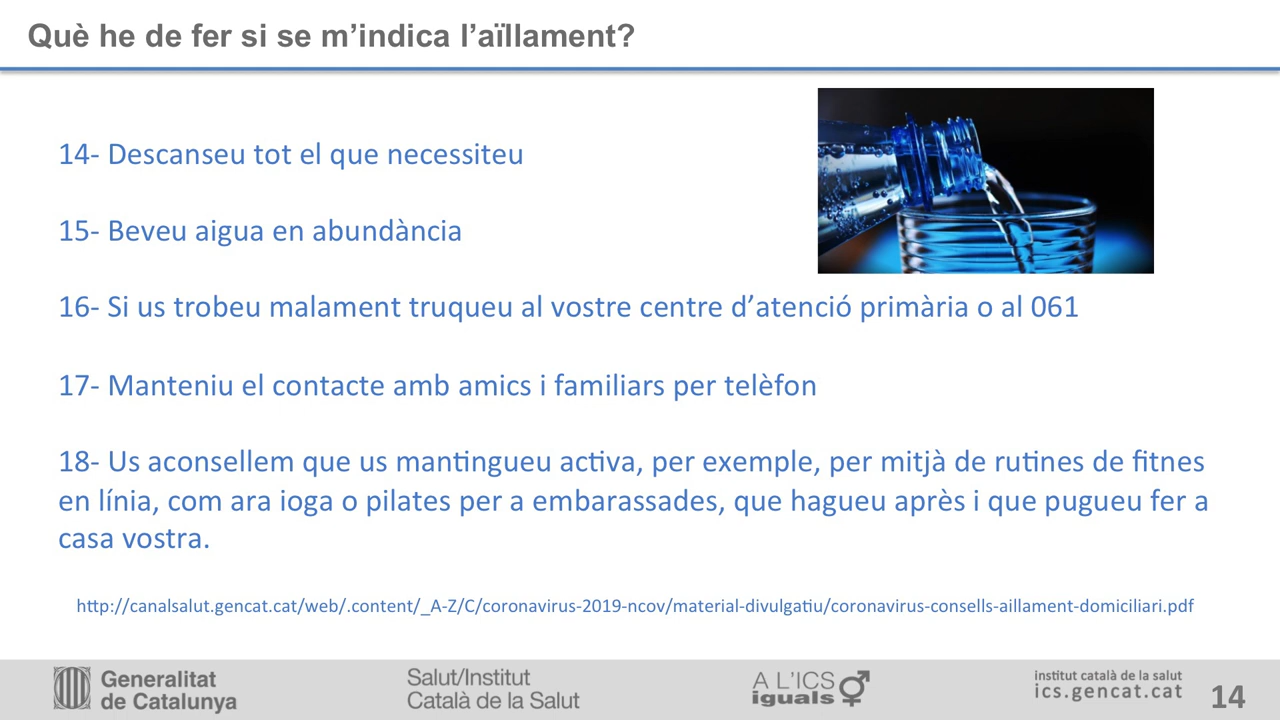 Què he de fer si se m’indica l’aïllament?
14- Descanseu tot el que necessiteu
15- Beveu aigua en abundància
16- Si us trobeu malament truqueu al vostre centre d’atenció primària o al 061
17- Manteniu el contacte amb amics i familiars per telèfon
18- Us aconsellem que us mantingueu activa, per exemple, per mitjà de rutines de fitnes
en línia, com ara ioga o pilates per a embarassades, que hagueu après i que pugueu fer a
casa vostra.
http://canalsalut.gencat.cat/web/.content/_A-Z/C/coronavirus-2019-ncov/material-divulgatiu/coronavirus-consells-aillament-domiciliari.pdf
Generalitat
de Catalunya
Salut/Institut
Català de la Salut
A L'ICS
iguals
institut català de la salut
ics.gencat.cat
14